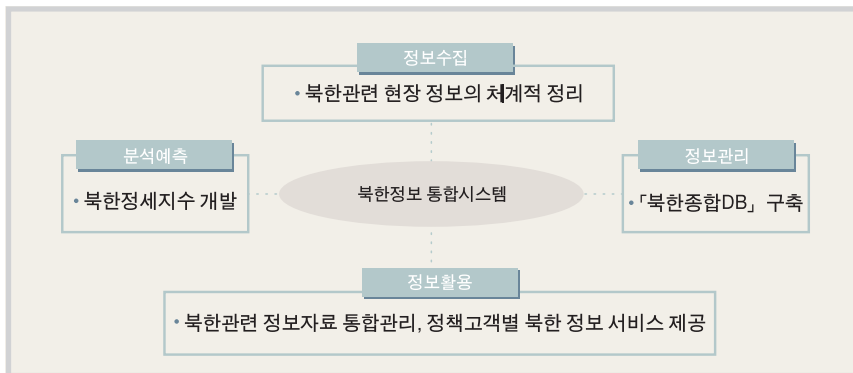 정보수집
• 북한관련 현장 정보의 체계적 정리
분석예측
• 북한정세지수 개발
북한정보 통합시스템
정보관리
• 「북한종합DB」 구축
정보활용
• 북한관련 정보자료 통합관리, 정책고객별 북한 정보 서비스 제공